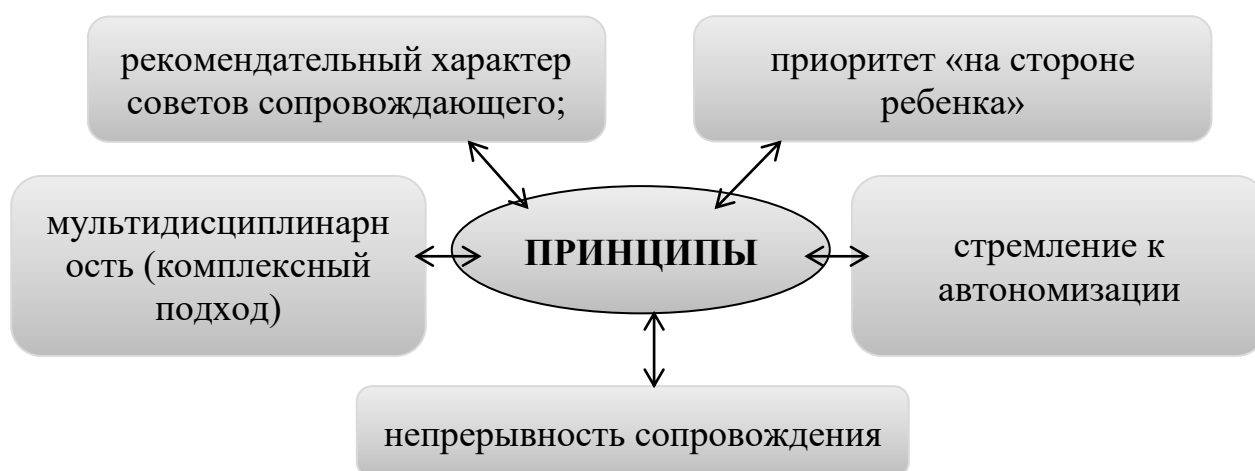 рекомендательный характер
советов сопровождающего;
приоритет «на стороне
ребенка»
мультидисциплинарн
ость (комплексный
подход)
ПРИНЦИПЫ
стремление к
автономизации
непрерывность сопровождения